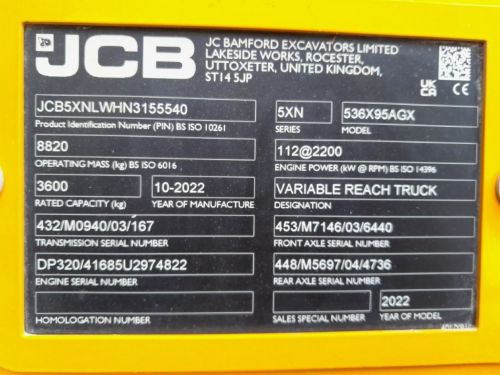 JCB
JC BAMFORD EXCAVATORS LIMITED
LAKESIDE WORKS, ROCESTER,
UTTOXETER, UNITED KINGDOM,
ST14 5JP
UK
CA
CE
JCB5XNLWHN3155540
Product Identification Number (PIN) BS ISO 10261
5XN
536X95AGX
SERIES
MODEL
8820
OPERATING MASS (kg) BS ISO 6016
112@2200
ENGINE POWER (kW @ RPM) BS ISO 14396
3600
10-2022
RATED CAPACITY (kg)
YEAR OF MANUFACTURE
VARIABLE REACH TRUCK
DESIGNATION
432/M0940/03/167
TRANSMISSION SERIAL NUMBER
453/M7146/03/6440
FRONT AXLE SERIAL NUMBER
DP320/41685U2974822
ENGINE SERIAL NUMBER
448/M5697/04/4736
REAR AXLE SERIAL NUMBER
HOMOLOGATION NUMBER
2022
SALES SPECIAL NUMBER
YEAR OF MODEL